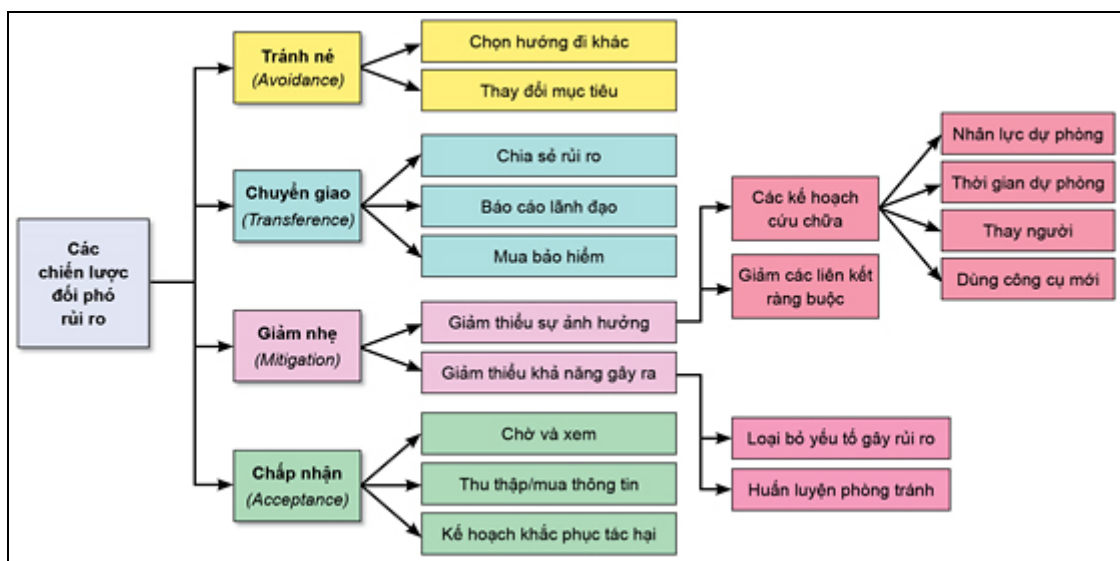 Các
chiến lược
đối phó
rủi ro
Tránh né
(Avoidance)
Chọn hướng đi khác
Thay đổi mục tiêu
Chuyển giao
(Transference)
Chia sẻ rủi ro
Báo cáo lãnh đạo
Mua bảo hiểm
Giảm nhẹ
(Mitigation)
Giảm thiểu sự ảnh hưởng
Các kế hoạch
cứu chữa
Nhân lực dự phòng
Thời gian dự phòng
Thay người
Dùng công cụ mới
Giảm các liên kết
ràng buộc
Giảm thiểu khả năng gây ra
Loại bỏ yếu tố gây rủi ro
Huấn luyện phòng tránh
Chấp nhận
(Acceptance)
Chờ và xem
Thu thập/mua thông tin
Kế hoạch khắc phục tác hại